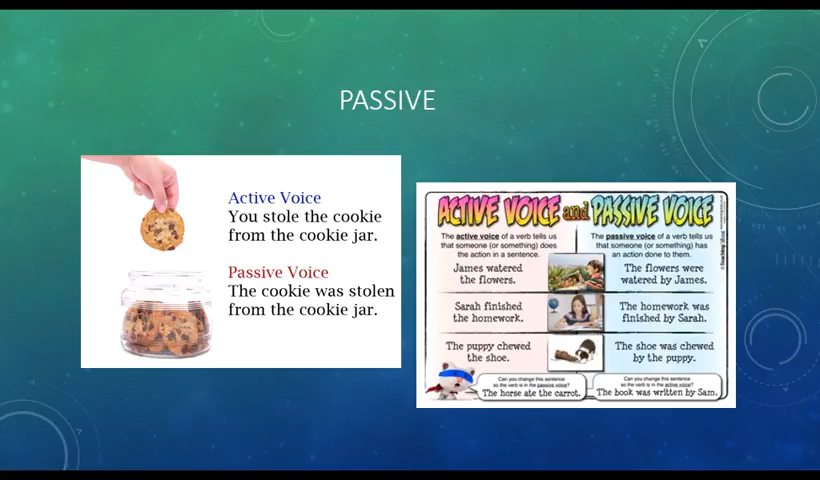 PASSIVE
Active Voice
You stole the cookie
from the cookie jar.
Passive Voice
The cookie was stolen
from the cookie jar.
ACTIVE VOICE and PASSIVE VOICE
The active voice of a verb tells us
that someone (or something) does
the action in a sentence.
The passive voice of a verb tells us
that someone (or something) has
an action done to them.
James watered
the flowers.
The flowers were
watered by James.
Sarah finished
the homework.
The homework was
finished by Sarah.
The puppy chewed
the shoe.
The shoe was chewed
by the puppy.
Can you change this sentence
so the verb is in the passive voice?
The horse ate the carrot.
Can you change this sentence
so the verb is in the active voice?
The book was written by Sam.